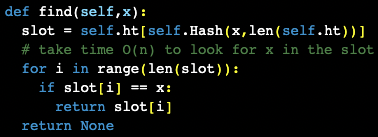 def find(self,x):
  slot = self.ht[self.Hash(x,len(self.ht))]
  # take time O(n) to look for x in the slot
  for i in range(len(slot)):
    if slot[i] == x:
      return slot[i]
  return None